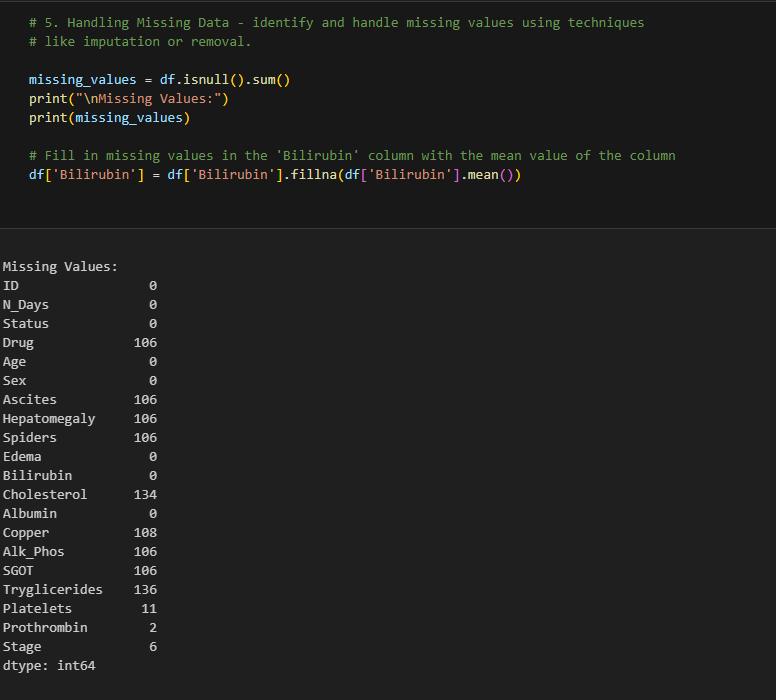 # 5. Handling Missing Data - identify and handle missing values using techniques
# like imputation or removal.
missing_values = df.isnull().sum()
print("\nMissing Values:")
print(missing_values)
# Fill in missing values in the 'Bilirubin' column with the mean value of the column
df['Bilirubin'] = df['Bilirubin'].fillna(df['Bilirubin'].mean())
Missing Values:
ID 0
N_Days 0
Status 0
Drug 106
Age 0
Sex 0
Ascites 106
Hepatomegaly 106
Spiders 106
Edema 0
Bilirubin 0
Cholesterol 134
Albumin 0
Copper 108
Alk_Phos 106
SGOT 106
Tryglicerides 136
Platelets 11
Prothrombin 2
Stage 6
dtype: int64